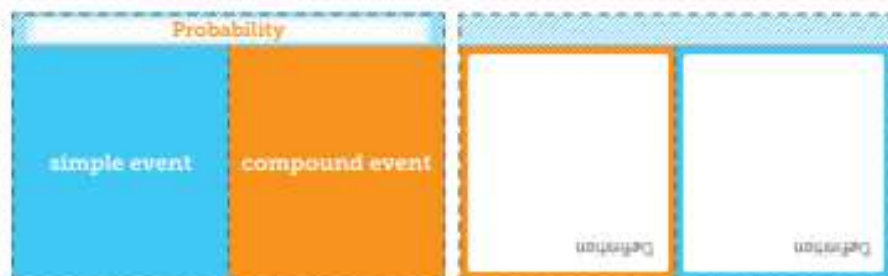 Probability
simple event
compound event
Definition
Definition